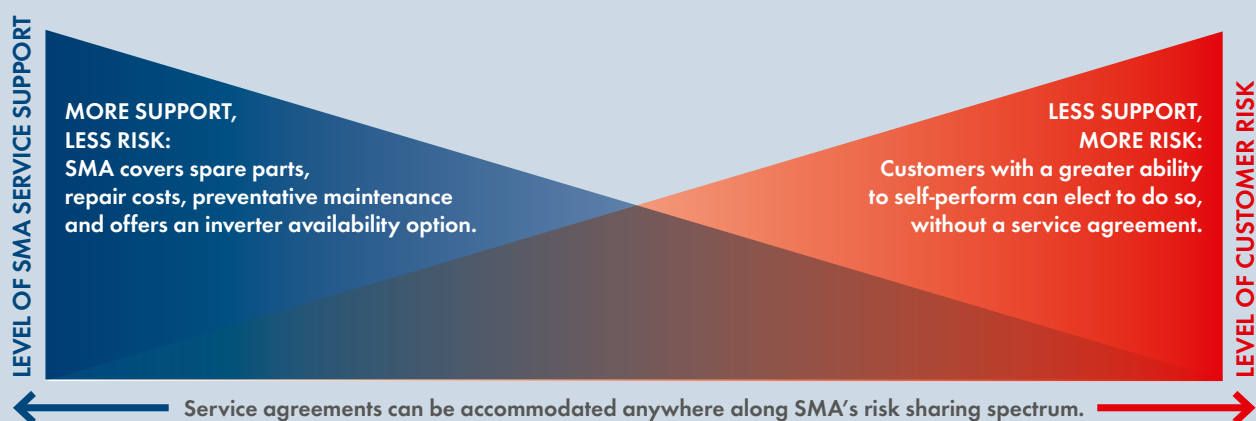 LEVEL OF SMA SERVICE SUPPORT
MORE SUPPORT,
LESS RISK:
SMA covers spare parts,
repair costs, preventative maintenance
and offers an inverter availability option.
LESS SUPPORT,
MORE RISK:
Customers with a greater ability
to self-perform can elect to do so,
without a service agreement.
LEVEL OF CUSTOMER RISK
Service agreements can be accommodated anywhere along SMA’s risk sharing spectrum.